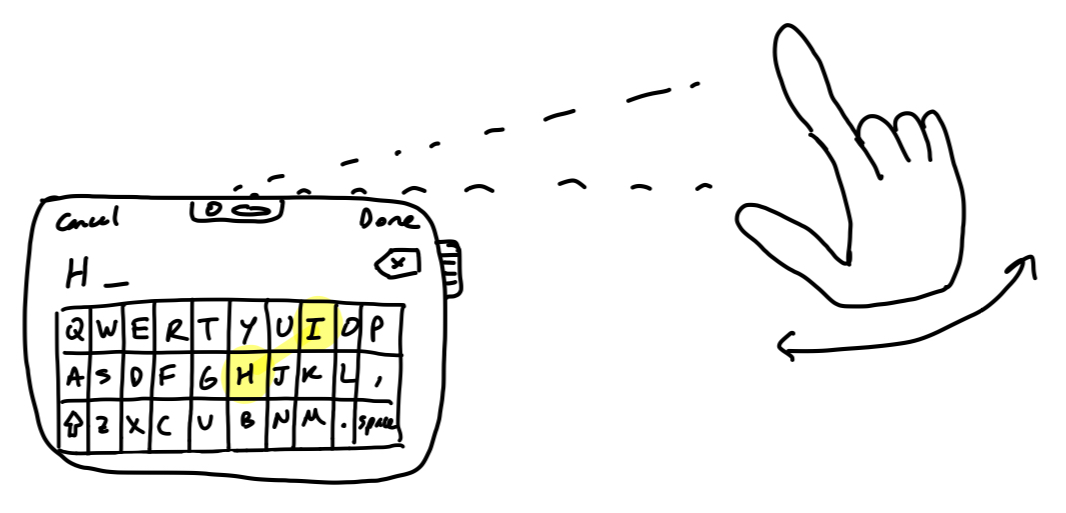 Cancel Done
H _ x
Q W E R T Y U I O P
A S D F G H J K L ,
⇧ Z X C V B N M . space